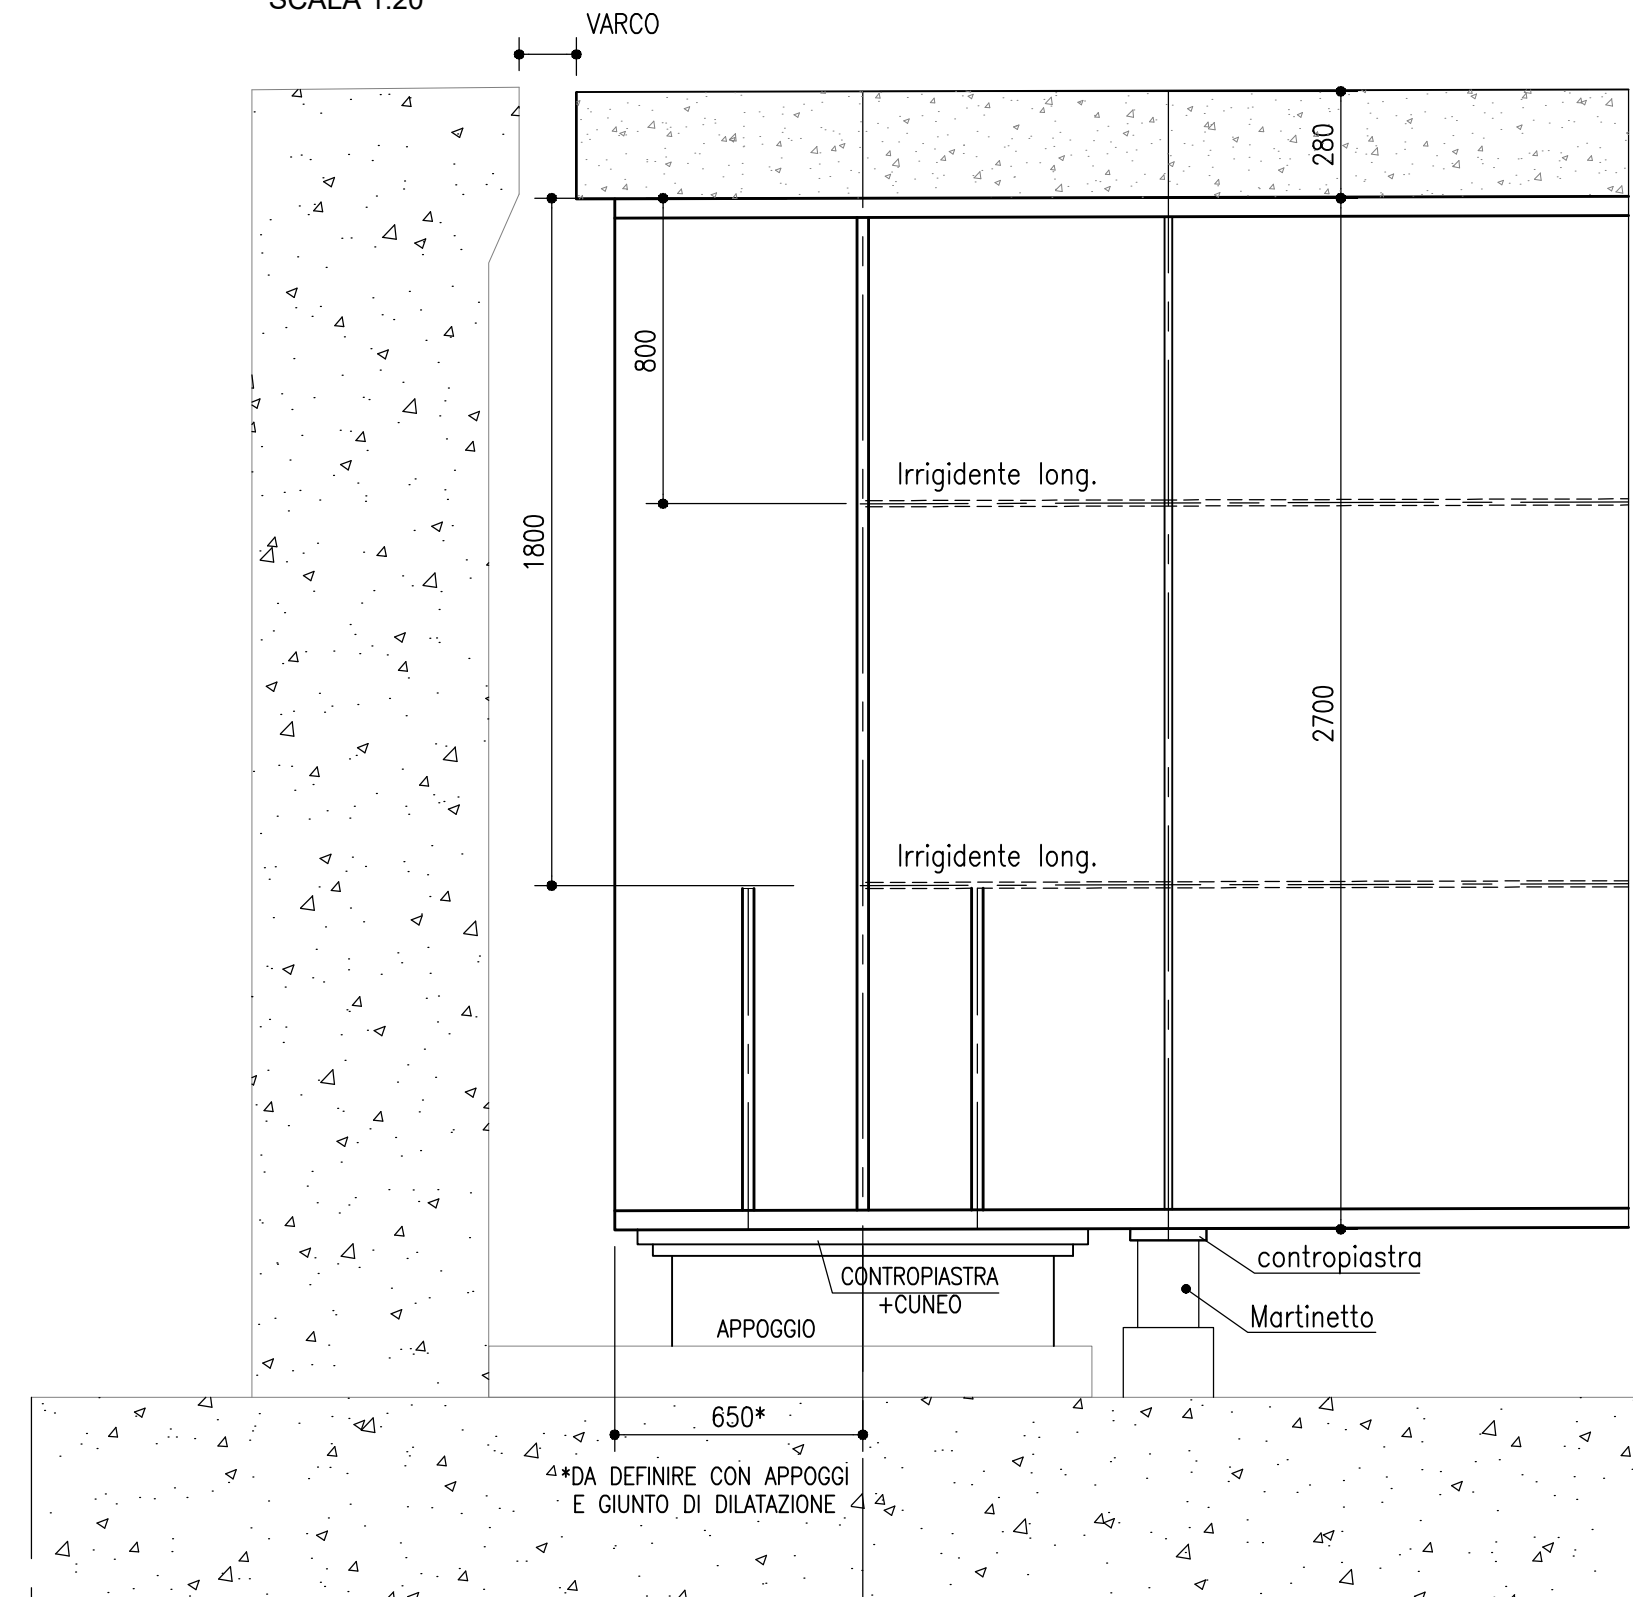 SCALA 1:20
VARCO
280
800
Irrigidente long.
1800
2700
Irrigidente long.
contropiastra
CONTROPIASTRA
+CUNEO
Martinetto
APPOGGIO
650*
*DA DEFINIRE CON APPOGGI
E GIUNTO DI DILATAZIONE